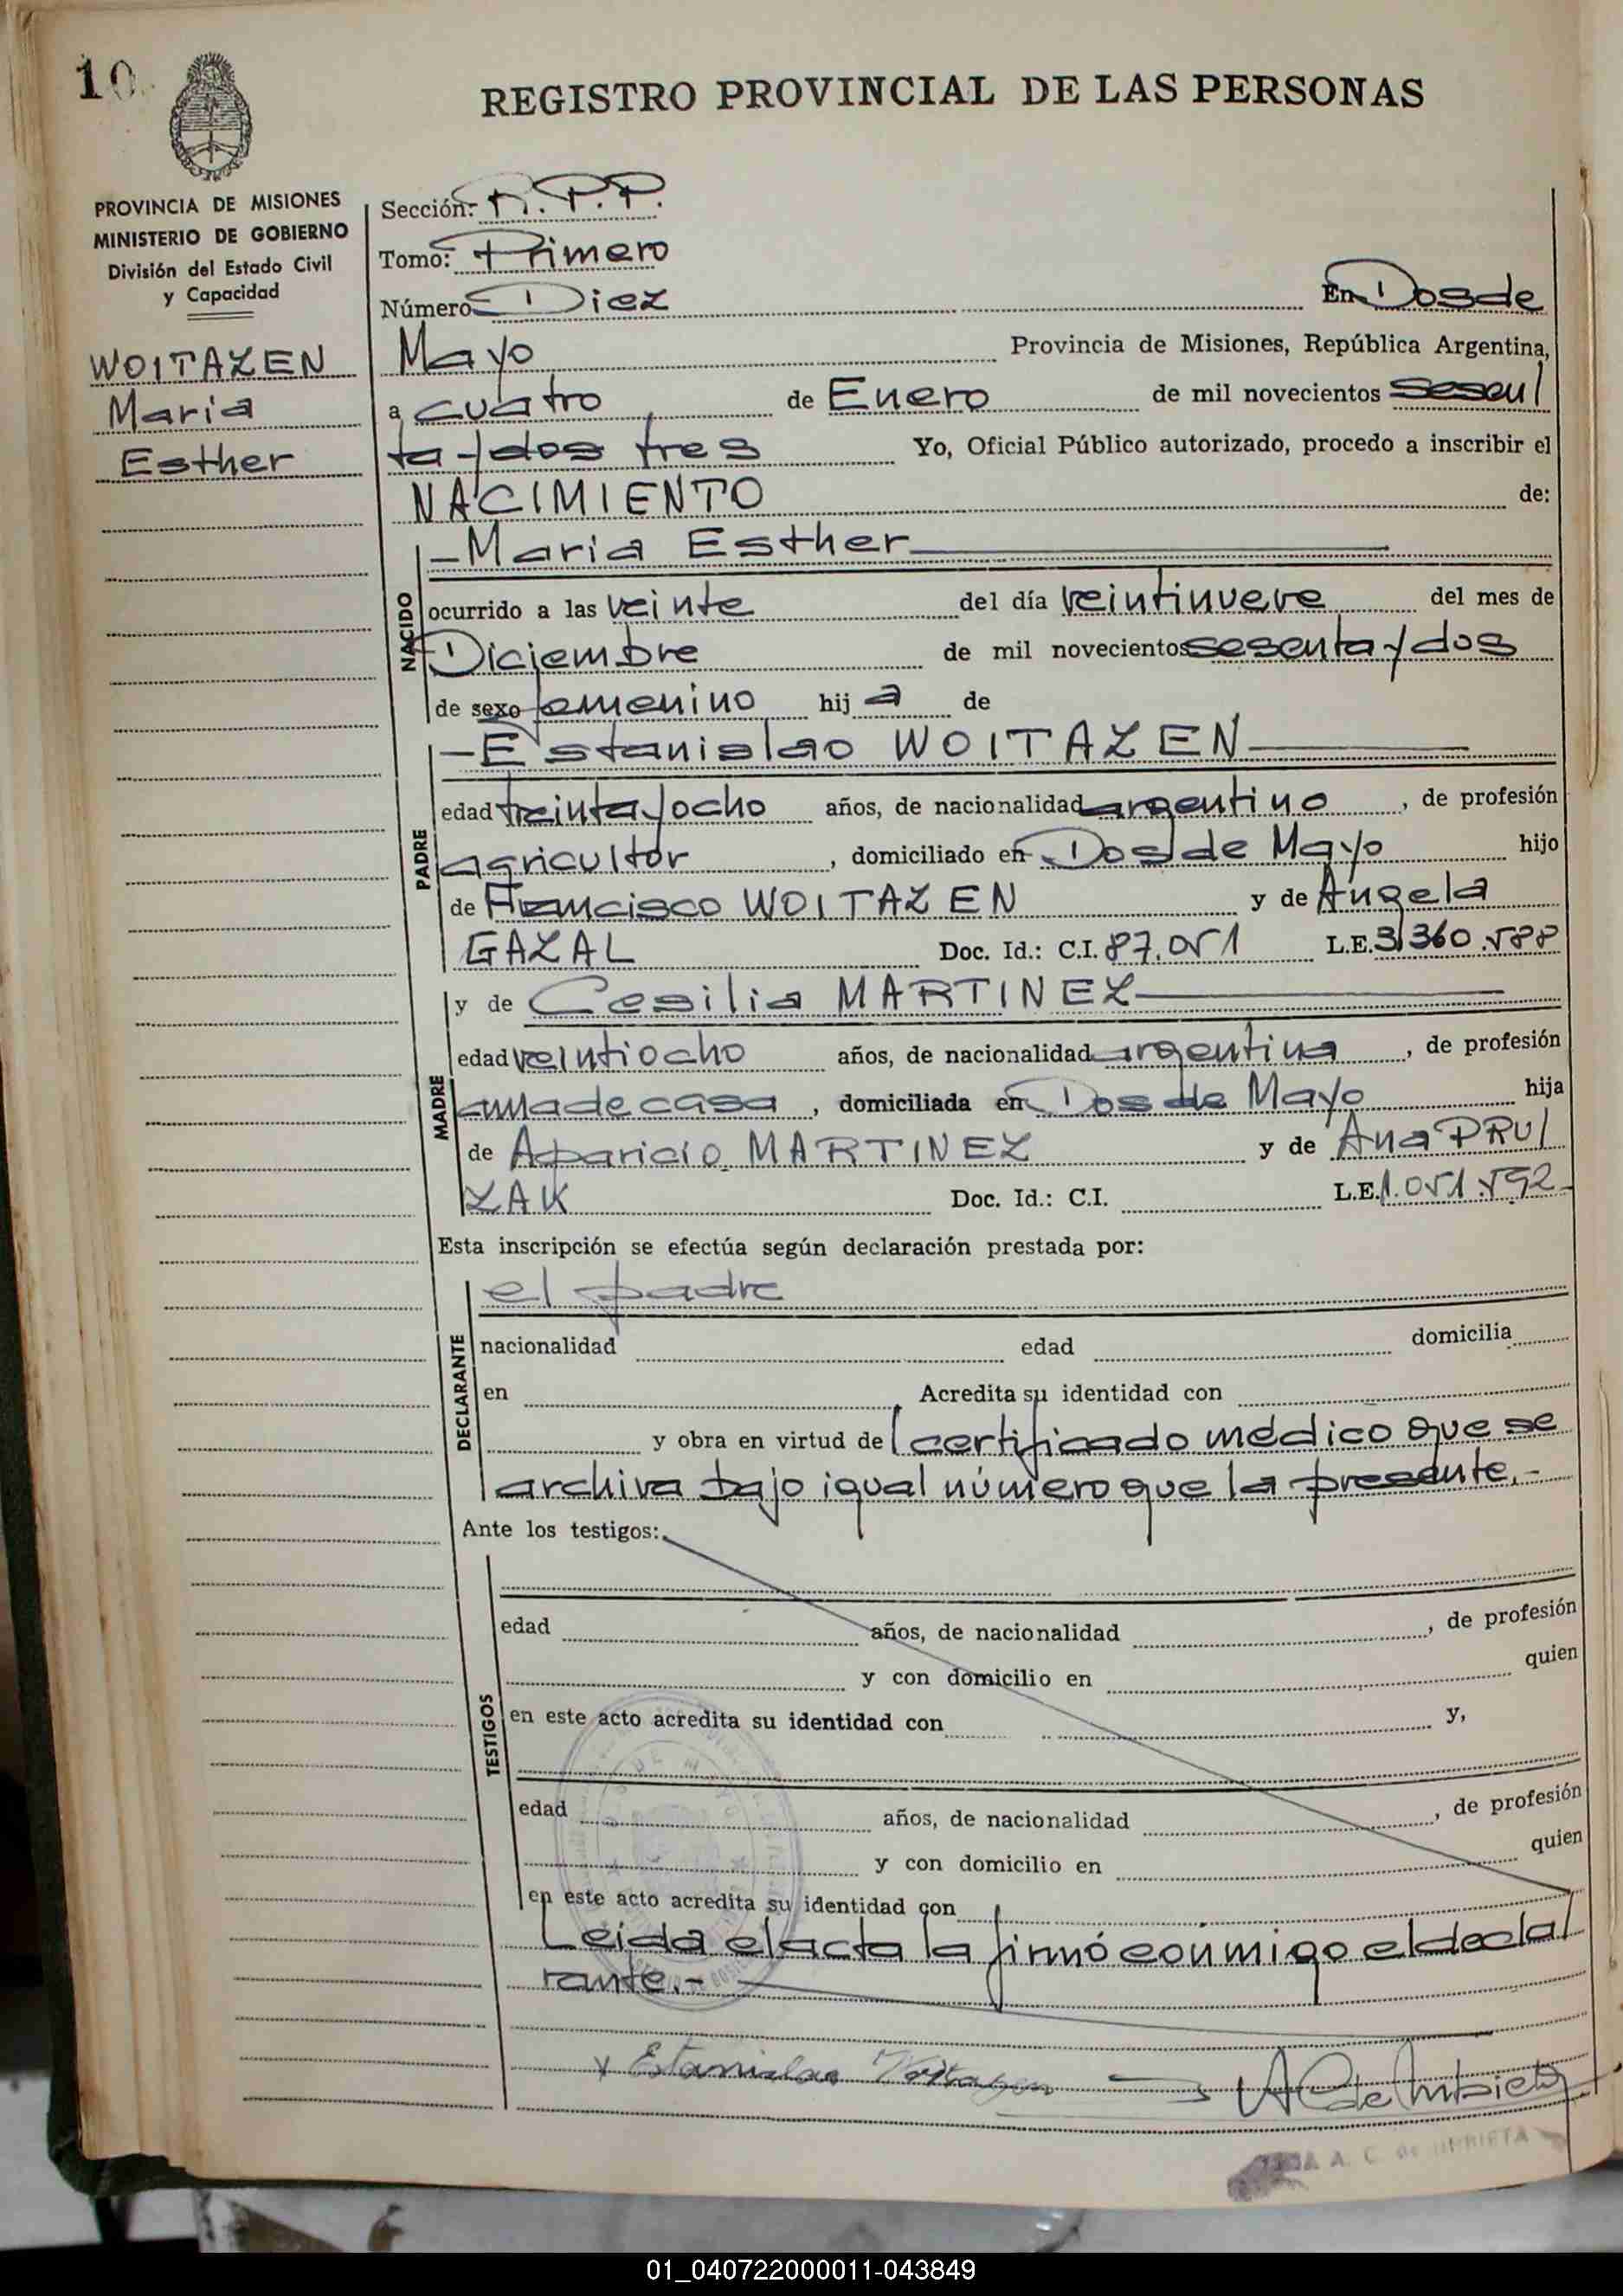 10
REGISTRO PROVINCIAL DE LAS PERSONAS
PROVINCIA DE MISIONES
MINISTERIO DE GOBIERNO
División del Estado Civil
y Capacidad
WOITAZEN
Maria
Esther
Sección: R.P.P.
Tomo: Primero
Número Diez En Dos de
Mayo Provincia de Misiones, República Argentina,
a cuatro de Enero de mil novecientos sesen/
ta y dos tres Yo, Oficial Público autorizado, procedo a inscribir el
NACIMIENTO de:
NACIDO
-Maria Esther
ocurrido a las veinte del día veintinueve del mes de
Diciembre de mil novecientos sesenta y dos
de sexo femenino hij a de
PADRE
-Estanislao WOITAZEN
edad treinta y ocho años, de nacionalidad argentino, de profesión
agricultor, domiciliado en Dos de Mayo hijo
de Francisco WOITAZEN y de Angela
GAZAL Doc. Id.: C.I. 87.051 L.E. 3.360.588
MADRE
y de Cesilia MARTINEZ
edad veintiocho años, de nacionalidad argentina, de profesión
ama de casa, domiciliada en Dos de Mayo hija
de Aparicio MARTINEZ y de Ana PRU/
ZAK Doc. Id.: C.I. L.E. 1.051.592-
Esta inscripción se efectúa según declaración prestada por:
DECLARANTE
el padre
nacionalidad edad domicilia
en Acredita su identidad con
y obra en virtud de/ certificado médico que se
archiva bajo igual número que la presente.-
Ante los testigos:
TESTIGOS
edad años, de nacionalidad , de profesión
y con domicilio en quien
en este acto acredita su identidad con y,
edad años, de nacionalidad , de profesión
y con domicilio en quien
en este acto acredita su identidad con
Leida el acta la firmó conmigo el decla/
rante.-
x Estanislao Woitazen
A. C. de URRIETA
01_040722000011-043849